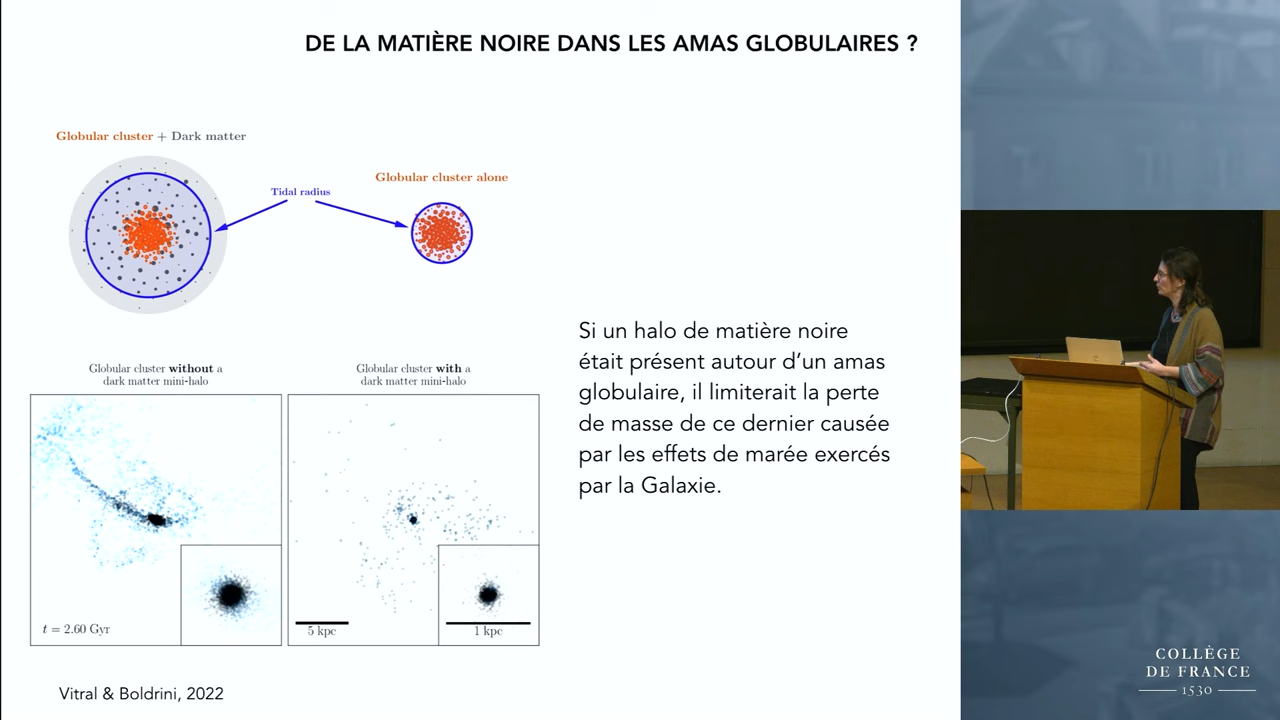 DE LA MATIÈRE NOIRE DANS LES AMAS GLOBULAIRES ?
Globular cluster + Dark matter
Tidal radius
Globular cluster alone
Globular cluster without a
dark matter mini-halo
Globular cluster with a
dark matter mini-halo
t = 2.60 Gyr
5 kpc
1 kpc
Si un halo de matière noire
était présent autour d’un amas
globulaire, il limiterait la perte
de masse de ce dernier causée
par les effets de marée exercés
par la Galaxie.
Vitral & Boldrini, 2022
COLLÈGE
DE FRANCE
1530